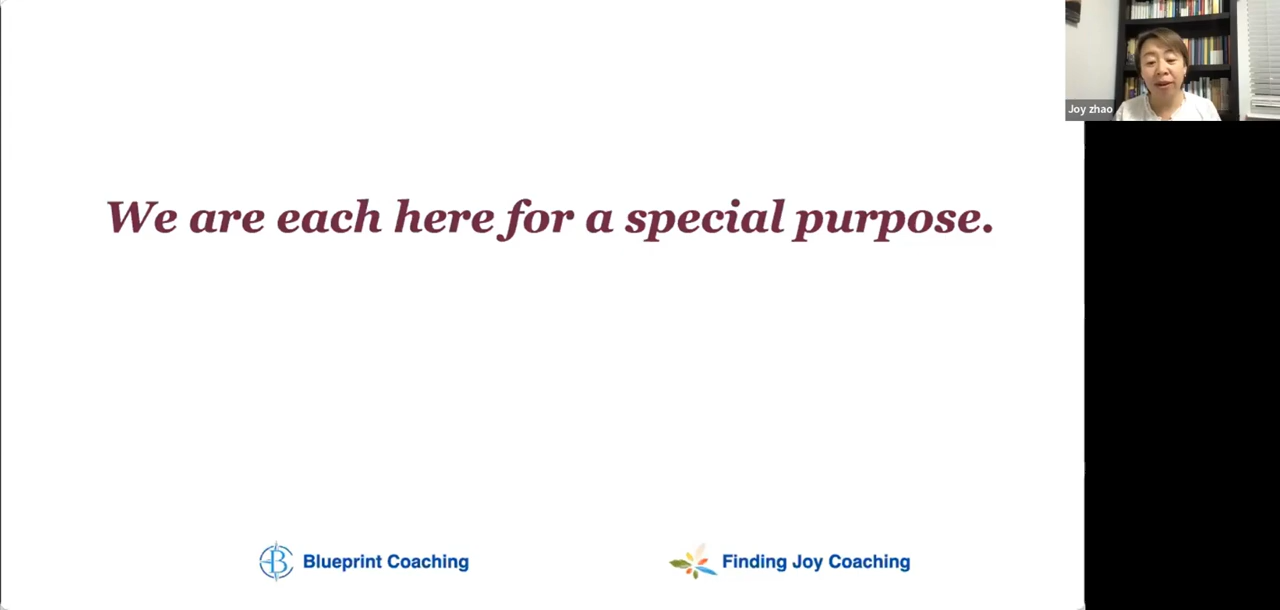 Joy zhao
We are each here for a special purpose.
Blueprint Coaching
Finding Joy Coaching